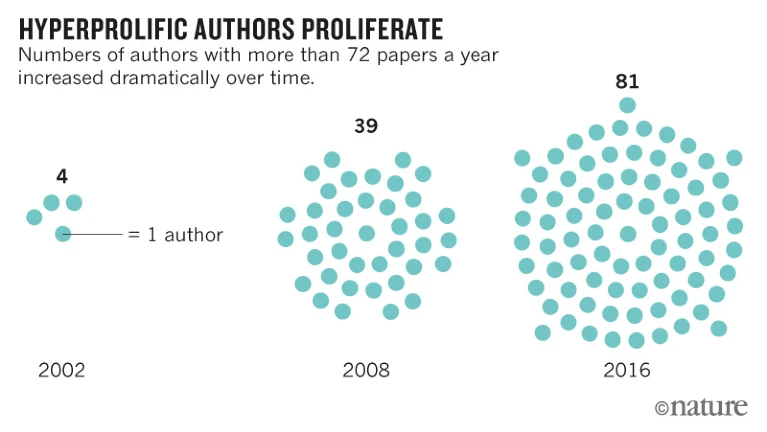 HYPERPROLIFIC AUTHORS PROLIFERATE
Numbers of authors with more than 72 papers a year
increased dramatically over time.
4
= 1 author
39
81
2002
2008
2016
©nature